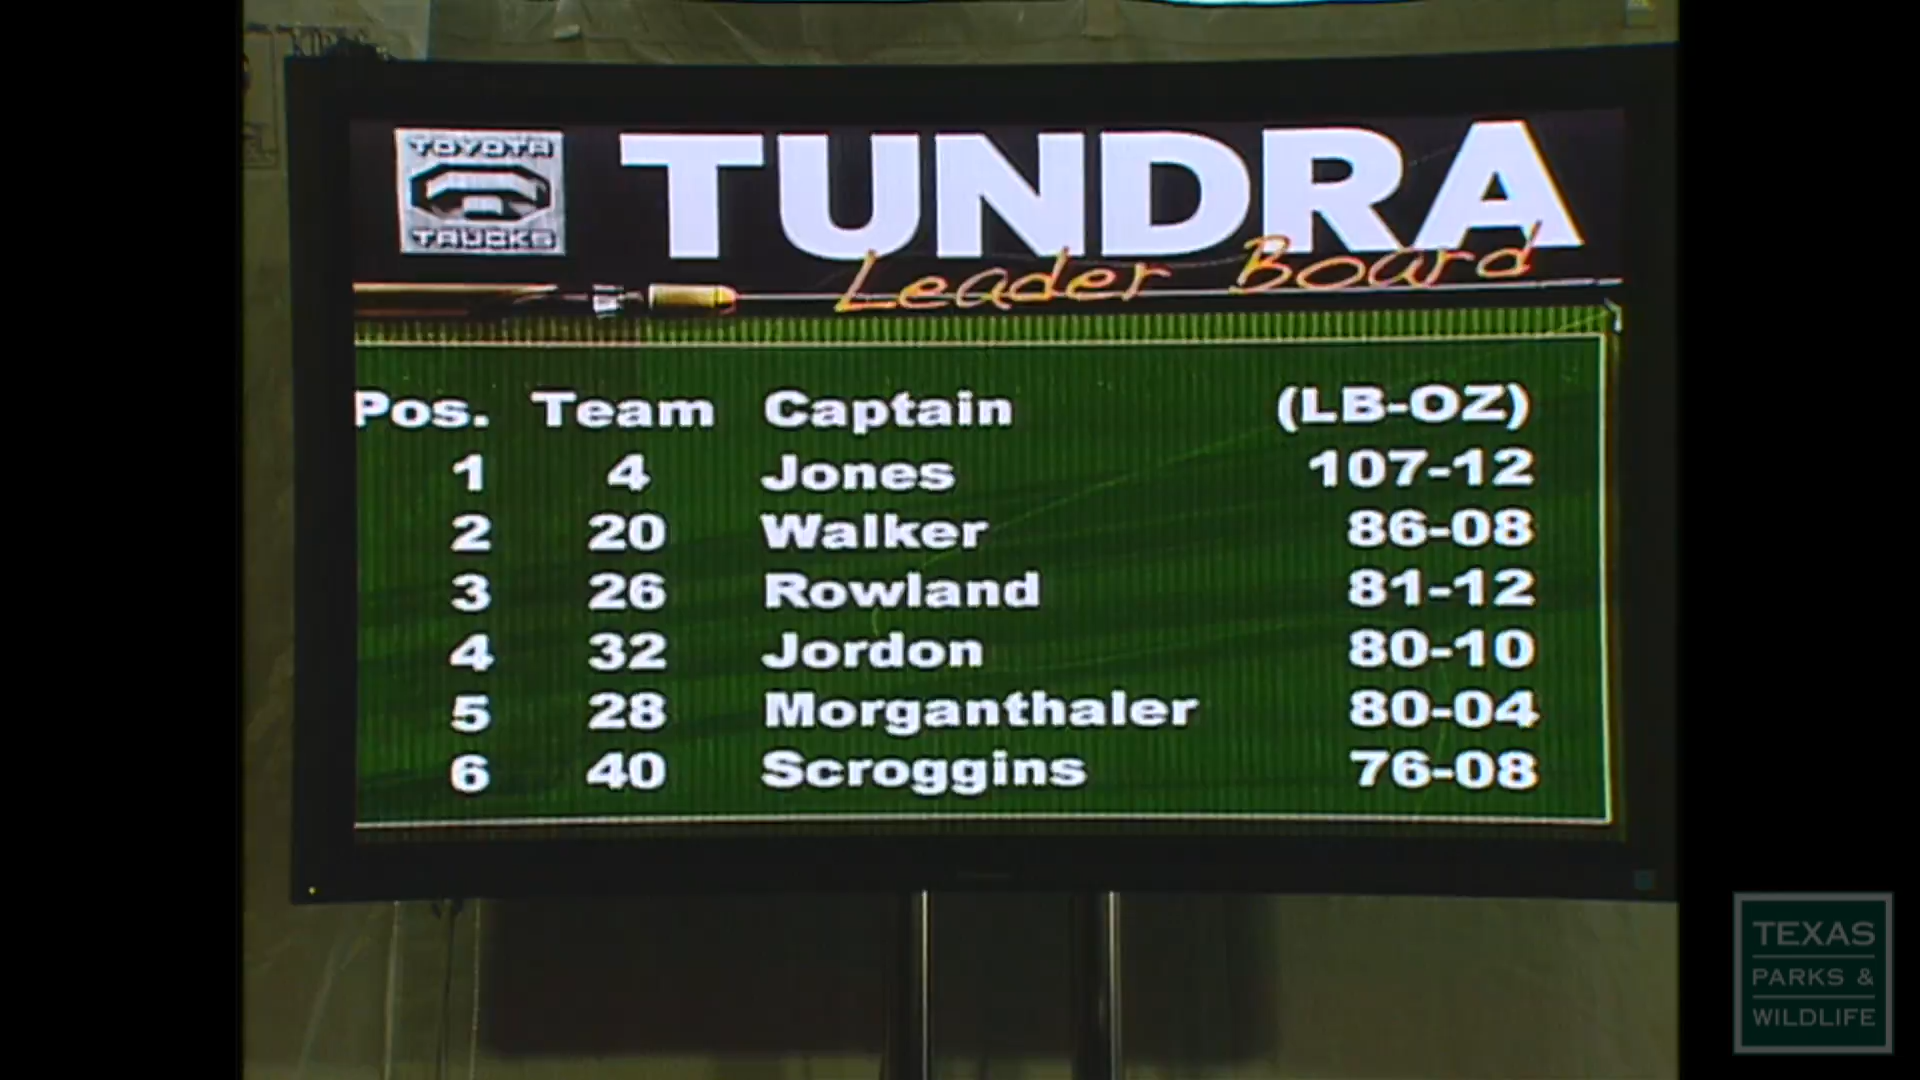 TOYOTA
TRUCKS
TUNDRA
Leader Board
Pos. Team Captain (LB-OZ)
1 4 Jones 107-12
2 20 Walker 86-08
3 26 Rowland 81-12
4 32 Jordon 80-10
5 28 Morganthaler 80-04
6 40 Scroggins 76-08
TEXAS
PARKS &
WILDLIFE